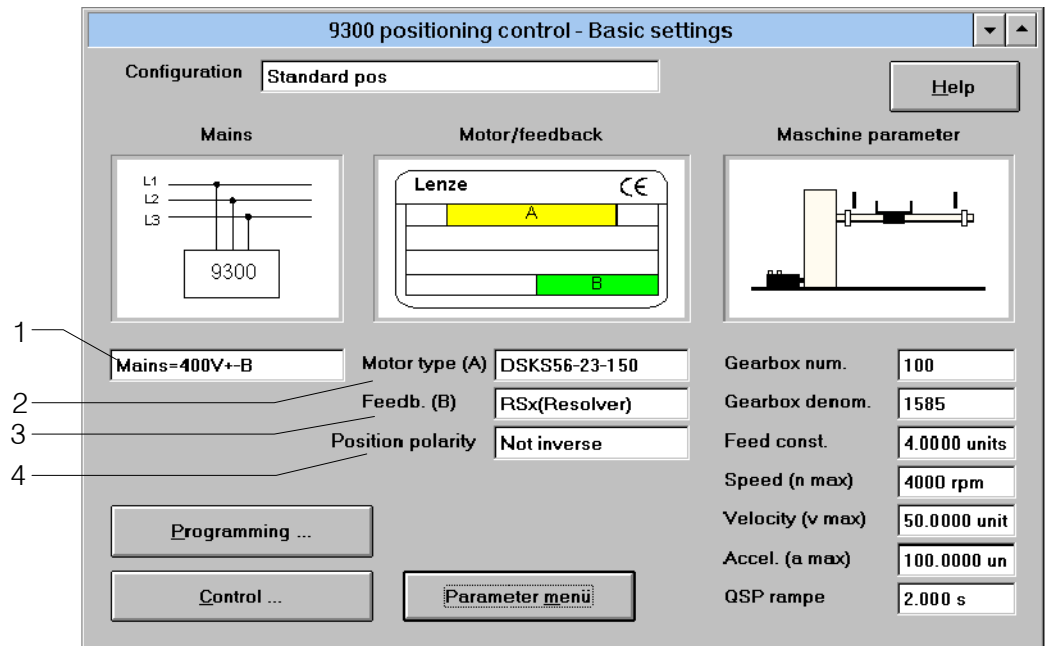 9300 positioning control - Basic settings
Configuration Standard pos
Help
Mains
Motor/feedback
Maschine parameter
L1
L2
L3
9300
Lenze CE
A
B
1
Mains=400V+-B
2
Motor type (A) DSKS56-23-150
3
Feedb. (B) RSx(Resolver)
4
Position polarity Not inverse
Gearbox num. 100
Gearbox denom. 1585
Feed const. 4.0000 units
Speed (n max) 4000 rpm
Velocity (v max) 50.0000 unit
Accel. (a max) 100.0000 un
QSP rampe 2.000 s
Programming ...
Control ...
Parameter menü